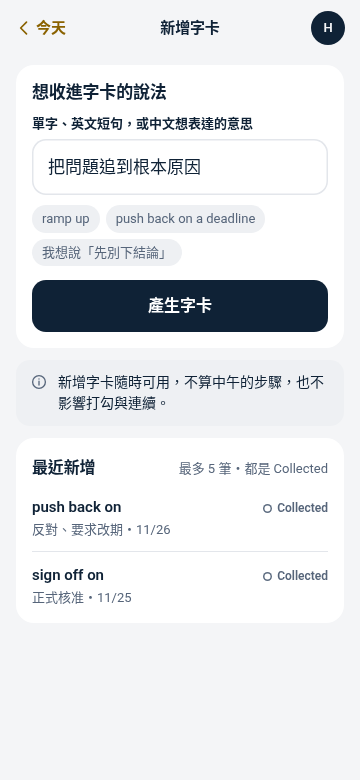 今天
新增字卡
H
想收進字卡的說法
單字、英文短句，或中文想表達的意思
把問題追到根本原因
ramp up
push back on a deadline
我想說「先別下結論」
產生字卡
新增字卡隨時可用，不算中午的步驟，也不
影響打勾與連續。
最近新增
最多 5 筆・都是 Collected
push back on
Collected
反對、要求改期・11/26
sign off on
Collected
正式核准・11/25